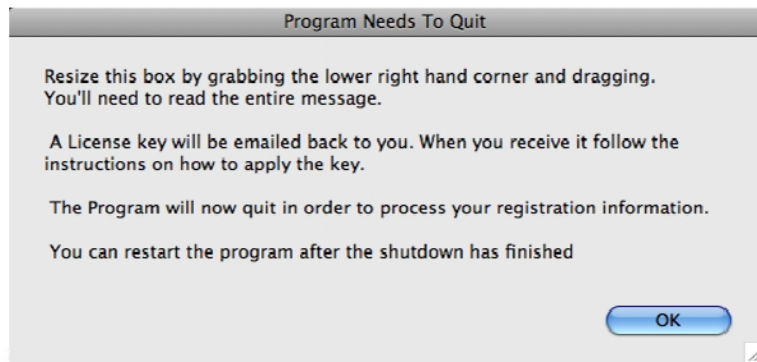 Program Needs To Quit
Resize this box by grabbing the lower right hand corner and dragging.
You'll need to read the entire message.
A License key will be emailed back to you. When you receive it follow the
instructions on how to apply the key.
The Program will now quit in order to process your registration information.
You can restart the program after the shutdown has finished
OK